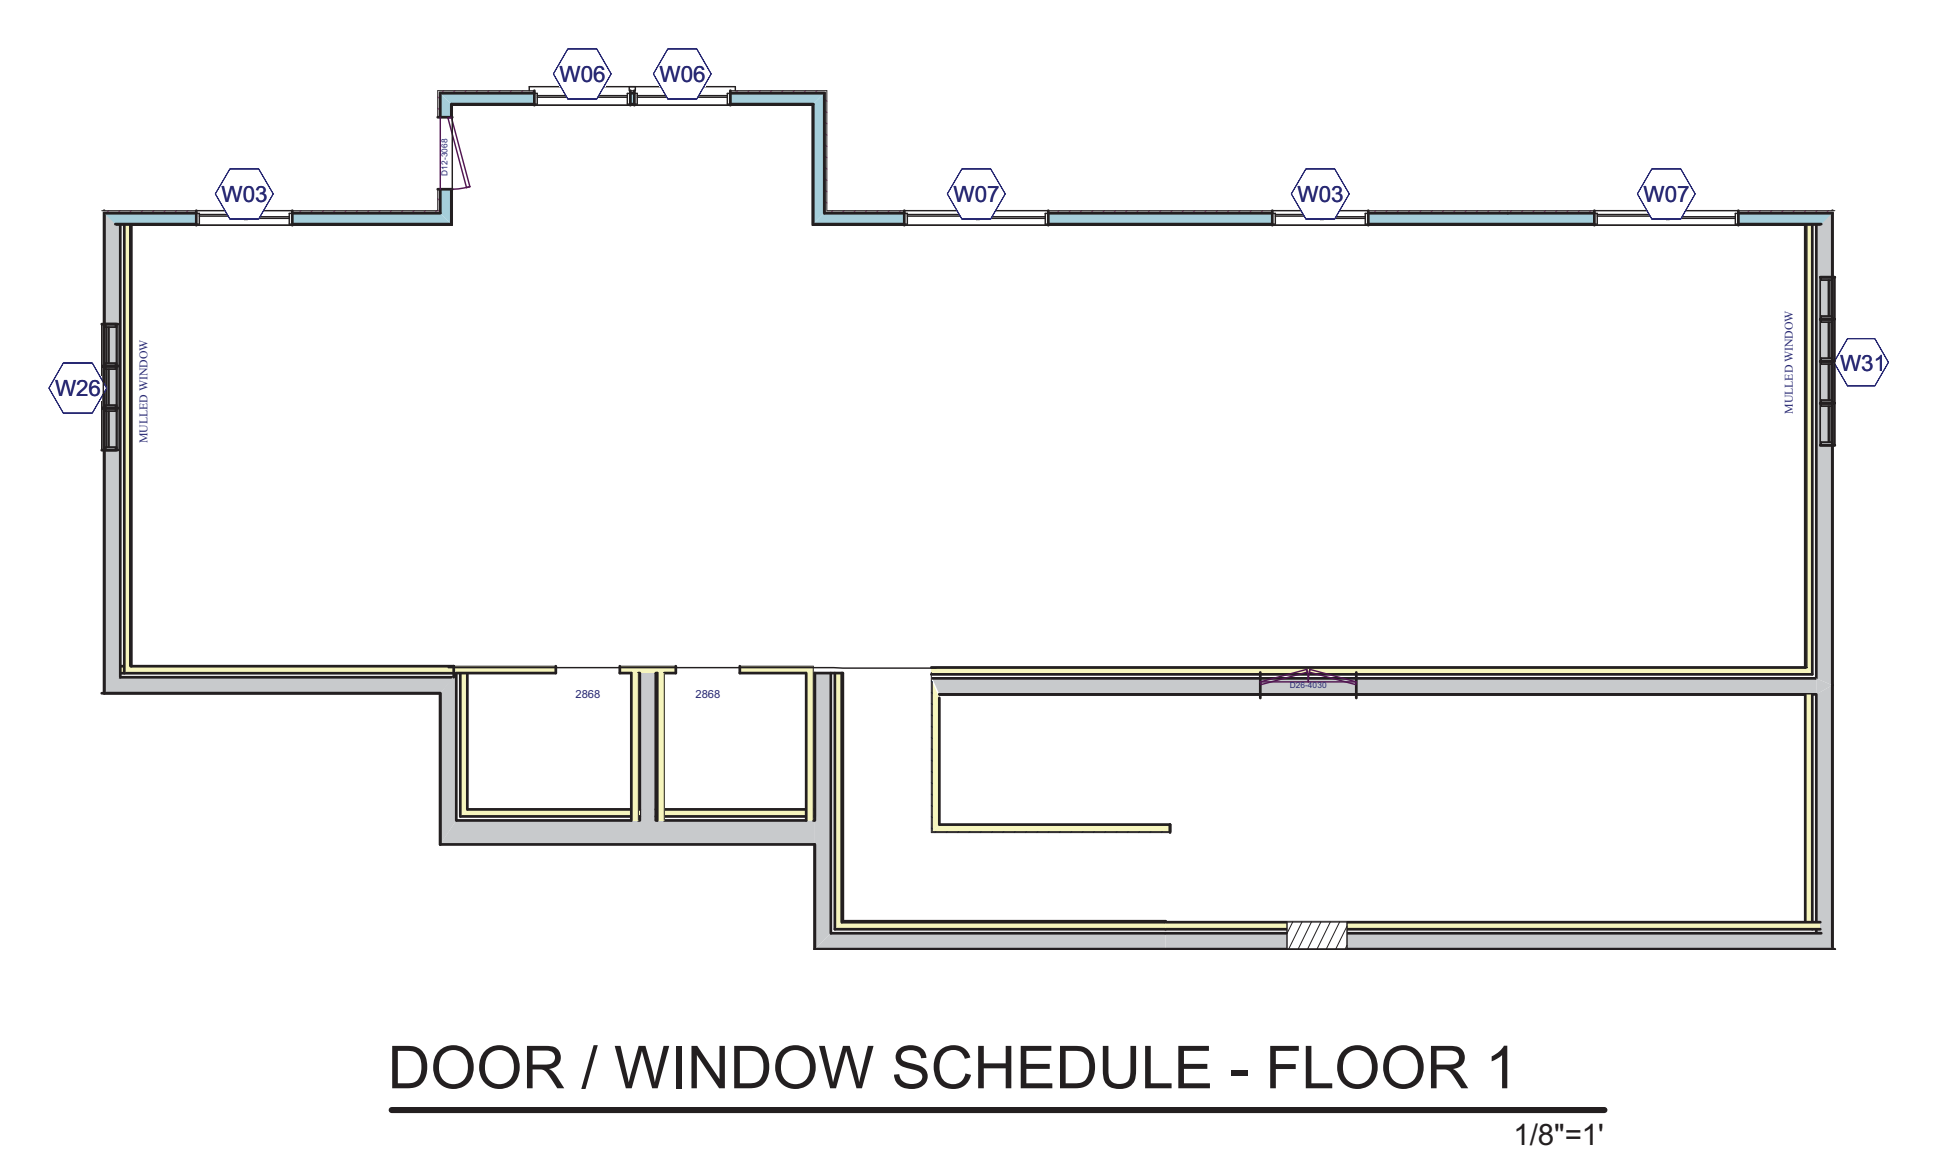 W06 W06
D12-3068
W03 W07 W03 W07
W26 MULLED WINDOW MULLED WINDOW W31
2868 2868 D26-4030
DOOR / WINDOW SCHEDULE - FLOOR 1
1/8"=1'